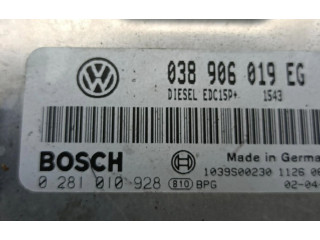 038 906 019 EG
DIESEL EDC15P+ 1543
BOSCH
Made in German
1039S00230 1126
0 281 010 928 810 BPG 02-04-